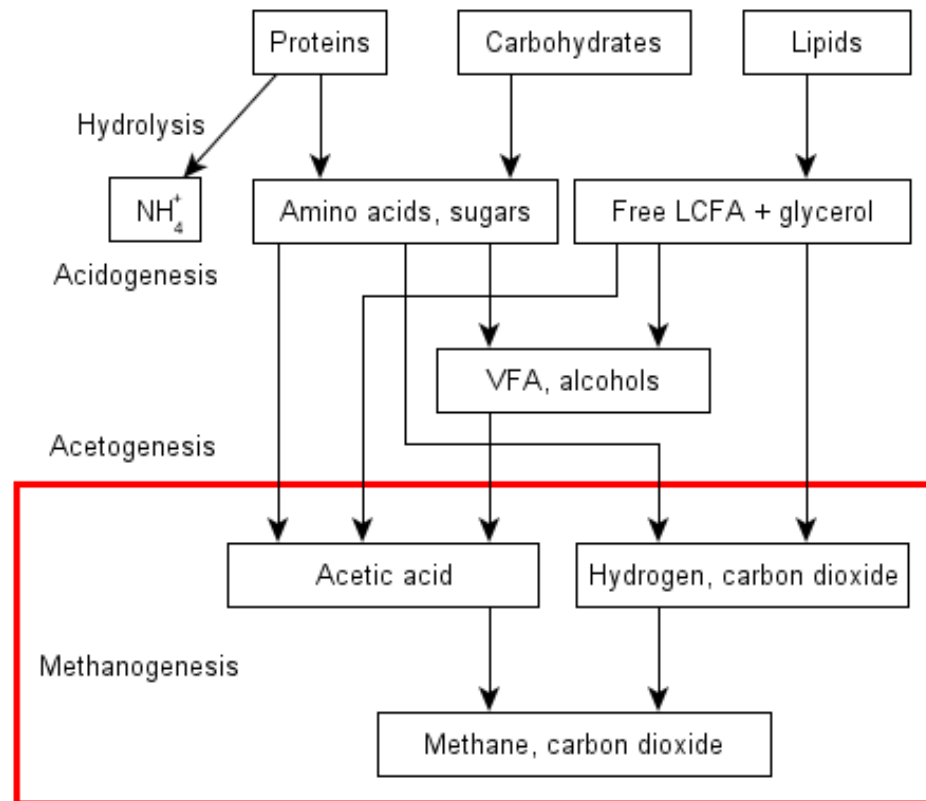 Proteins
Carbohydrates
Lipids
Hydrolysis
NH₄⁺
Amino acids, sugars
Free LCFA + glycerol
Acidogenesis
VFA, alcohols
Acetogenesis
Acetic acid
Hydrogen, carbon dioxide
Methanogenesis
Methane, carbon dioxide